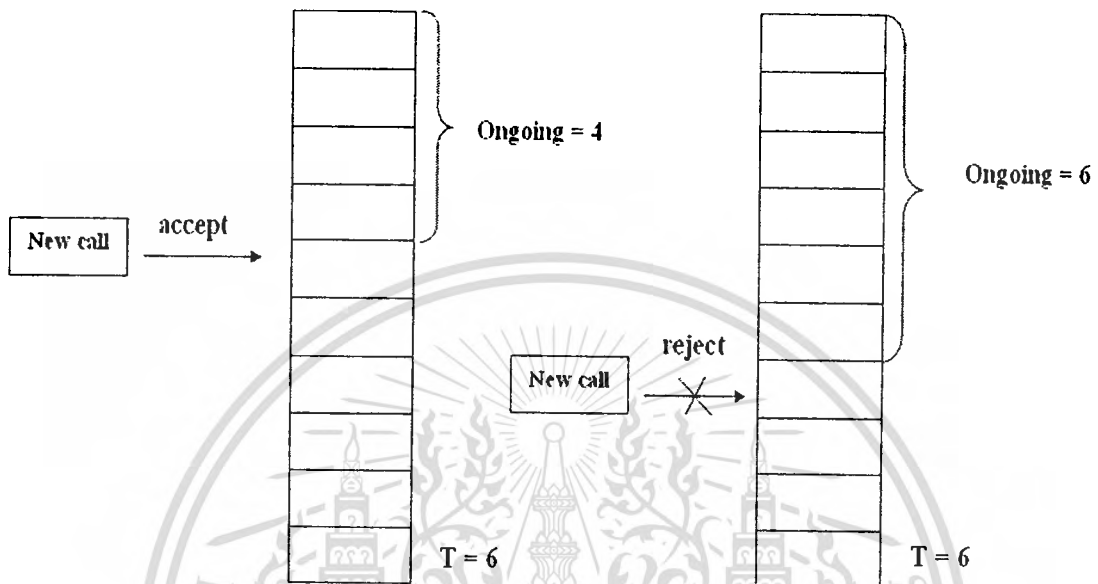 Ongoing = 4
Ongoing = 6
New call
accept
reject
New call
T = 6
T = 6